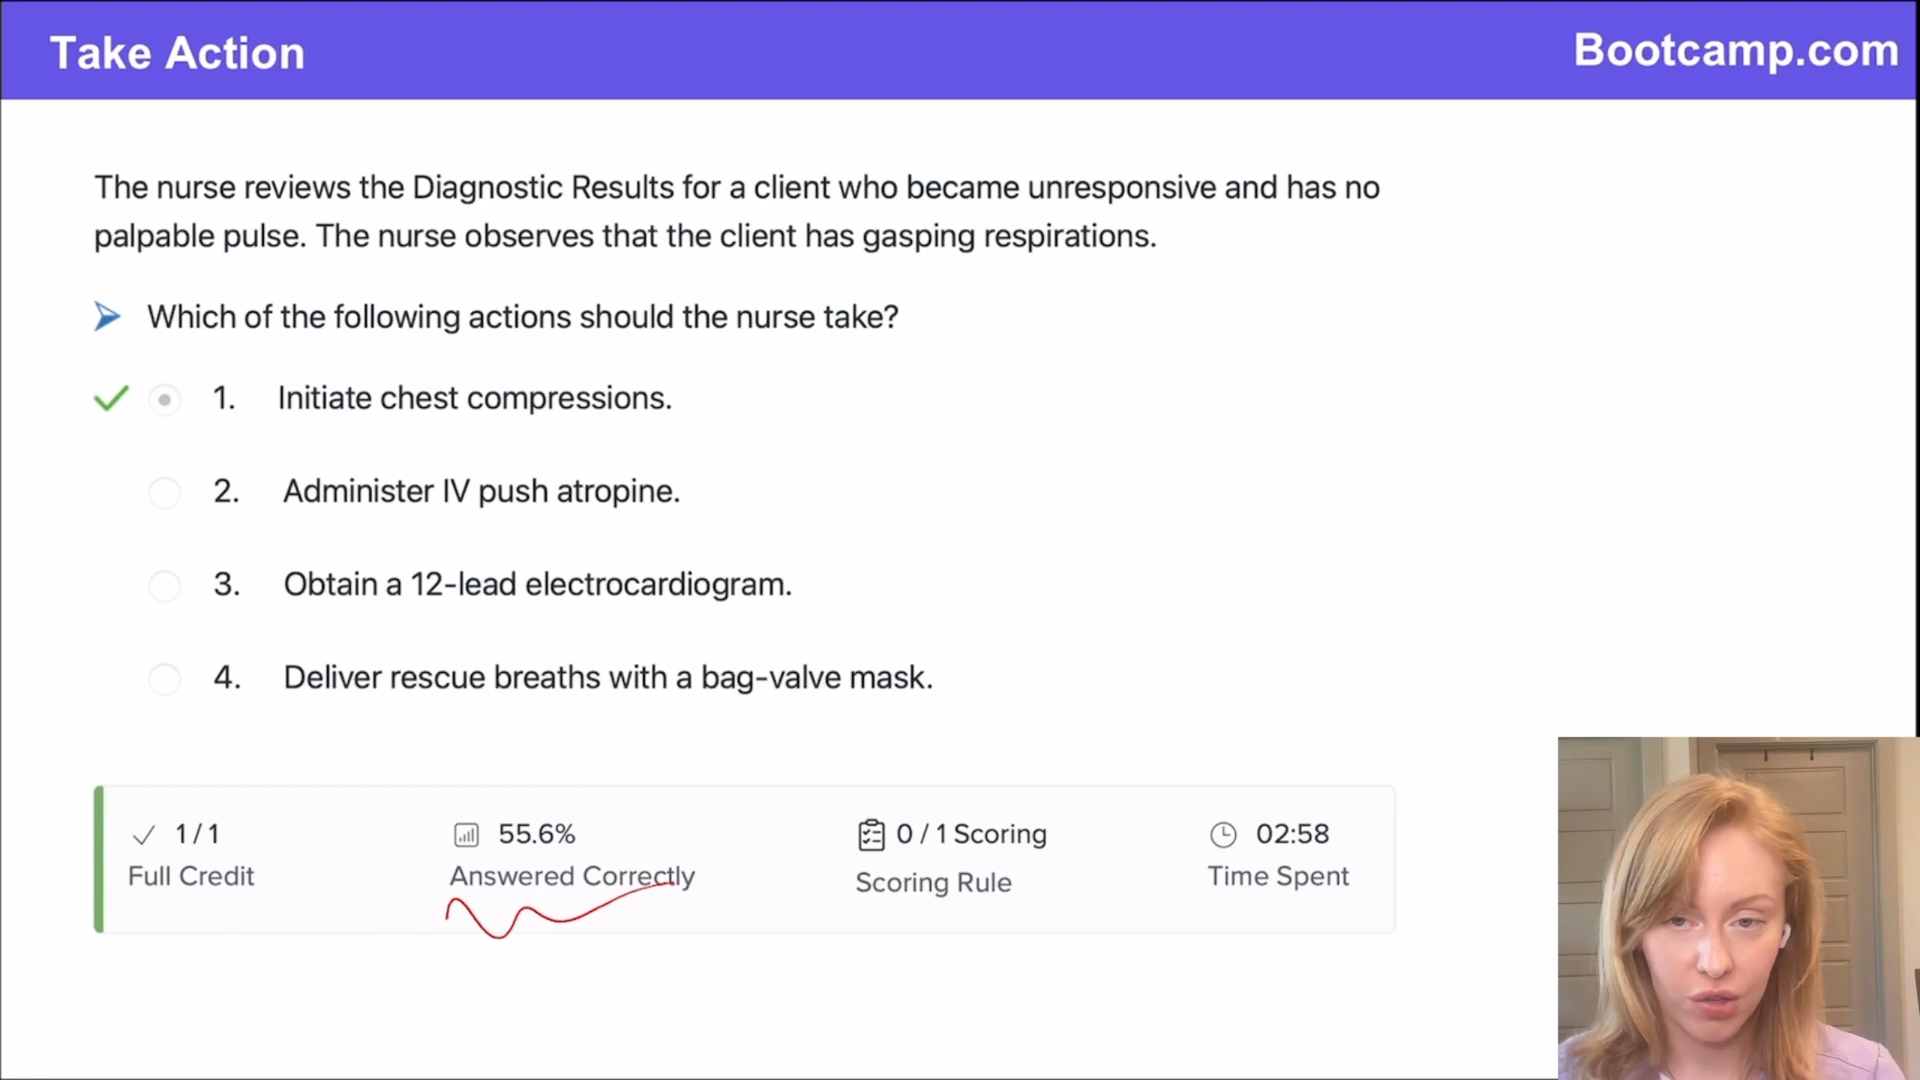 Take Action
Bootcamp.com
The nurse reviews the Diagnostic Results for a client who became unresponsive and has no
palpable pulse. The nurse observes that the client has gasping respirations.
Which of the following actions should the nurse take?
1. Initiate chest compressions.
2. Administer IV push atropine.
3. Obtain a 12-lead electrocardiogram.
4. Deliver rescue breaths with a bag-valve mask.
1 / 1
Full Credit
55.6%
Answered Correctly
0 / 1 Scoring
Scoring Rule
02:58
Time Spent